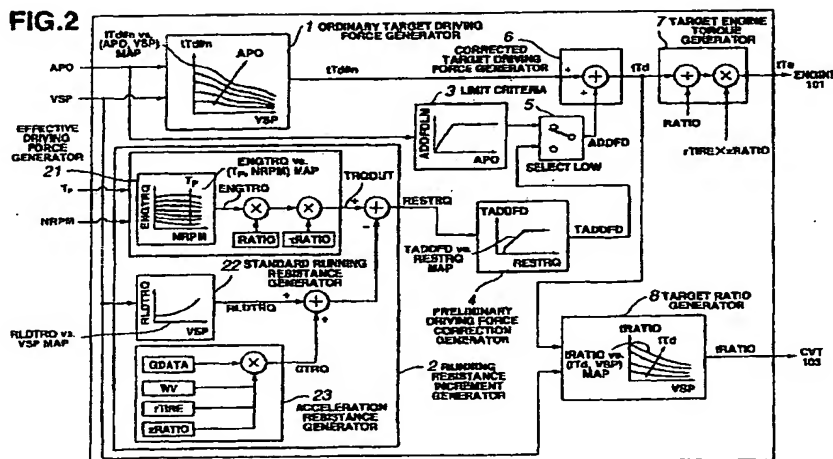 FIG.2
1 ORDINARY TARGET DRIVING
FORCE GENERATOR
tTd#n vs.
(APO, VSP)
MAP
tTd#n
APO
VSP
APO
VSP
tTd#n
CORRECTED
TARGET DRIVING
FORCE GENERATOR
6
+
+
tTd
7 TARGET ENGINE
TORQUE
GENERATOR
RATIO
rTIRE×zRATIO
tTe
ENGINE
101
3 LIMIT CRITERIA
ADDFDLM
APO
5
SELECT LOW
ADDFD
EFFECTIVE
DRIVING FORCE
GENERATOR
TP
NRPM
21
ENGTRQ vs.
(TP, NRPM) MAP
ENGTRQ
TP
NRPM
ENGTRQ
RATIO
zRATIO
TRQOUT
+
-
RESTRQ
TADDFD vs.
RESTRQ
MAP
TADDFD
RESTRQ
TADDFD
4
PRELIMINARY
DRIVING FORCE
CORRECTION
GENERATOR
22 STANDARD RUNNING
RESISTANCE
GENERATOR
RLDTRQ
VSP
RLDTRQ
RLDTRQ vs.
VSP MAP
+
+
GTRQ
GDATA
WV
rTIRE
zRATIO
23
ACCELERATION
RESISTANCE
GENERATOR
2 RUNNING
RESISTANCE
INCREMENT
GENERATOR
8 TARGET RATIO
GENERATOR
tRATIO
tTd
tRATIO vs.
(tTd, VSP)
MAP
VSP
tRATIO
CVT
103